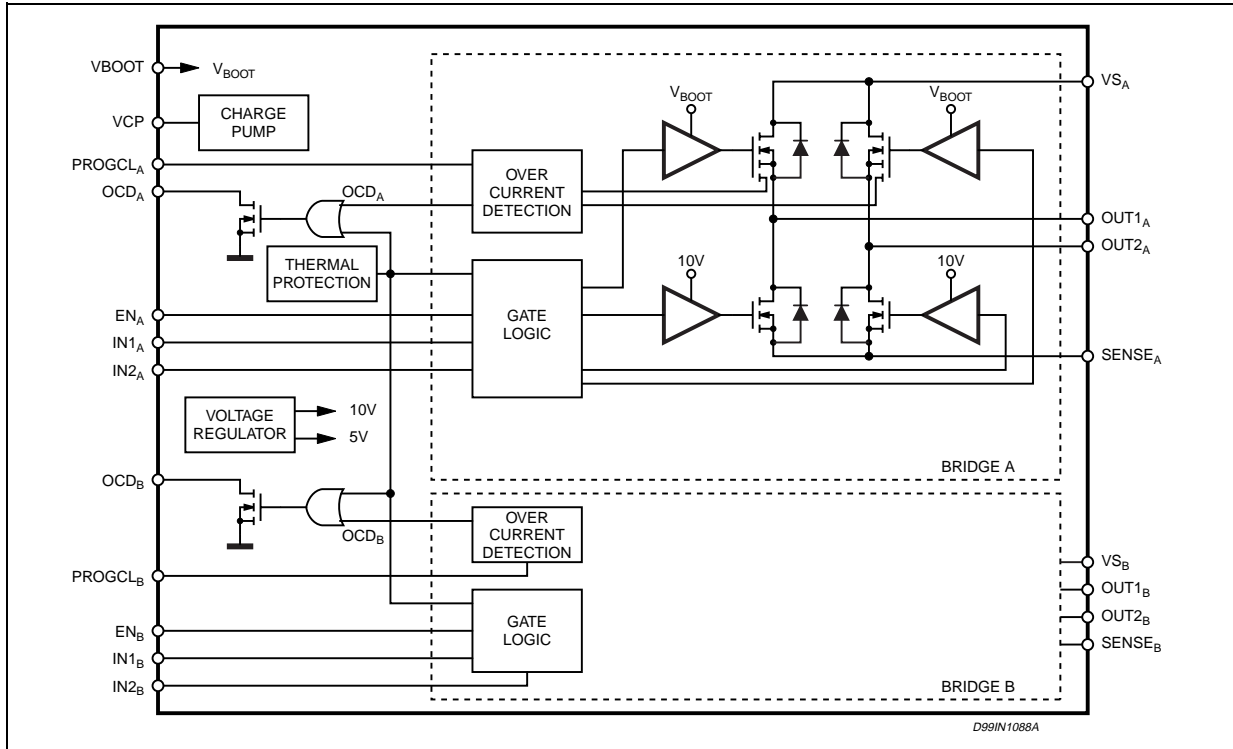 VBOOT
VBOOT
VCP
CHARGE
PUMP
PROGCLA
OCDA
OCDA
OVER
CURRENT
DETECTION
THERMAL
PROTECTION
ENA
IN1A
IN2A
GATE
LOGIC
VBOOT
VBOOT
10V
10V
VSA
OUT1A
OUT2A
SENSEA
VOLTAGE
REGULATOR
10V
5V
BRIDGE A
OCDB
OCDB
OVER
CURRENT
DETECTION
PROGCLB
ENB
IN1B
IN2B
GATE
LOGIC
VSB
OUT1B
OUT2B
SENSEB
BRIDGE B
D99IN1088A